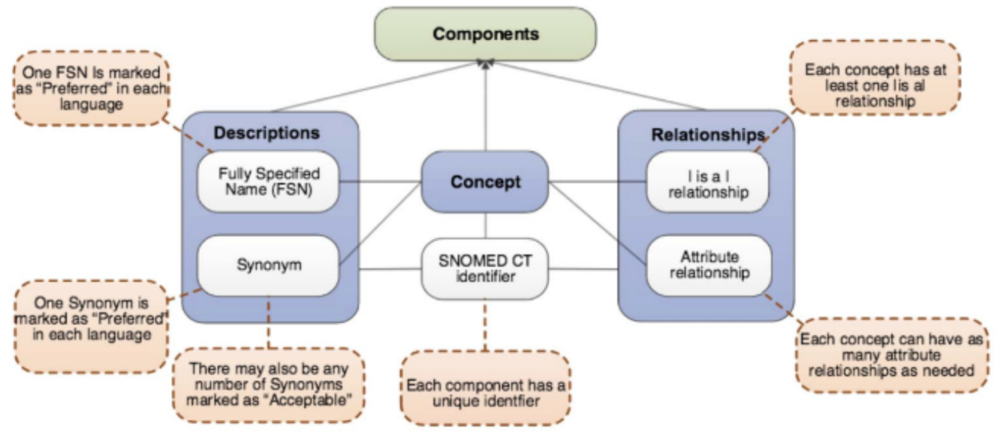 Components
One FSN Is marked
as "Preferred" in each
language
Each concept has at
least one lis al
relationship
Descriptions
Relationships
Fully Specified
Name (FSN)
Concept
l is a l
relationship
Synonym
SNOMED CT
identifier
Attribute
relationship
One Synonym is
marked as "Preferred"
in each language
There may also be any
number of Synonyms
marked as "Acceptable"
Each component has a
unique identfier
Each concept can have as
many attribute
relationships as needed